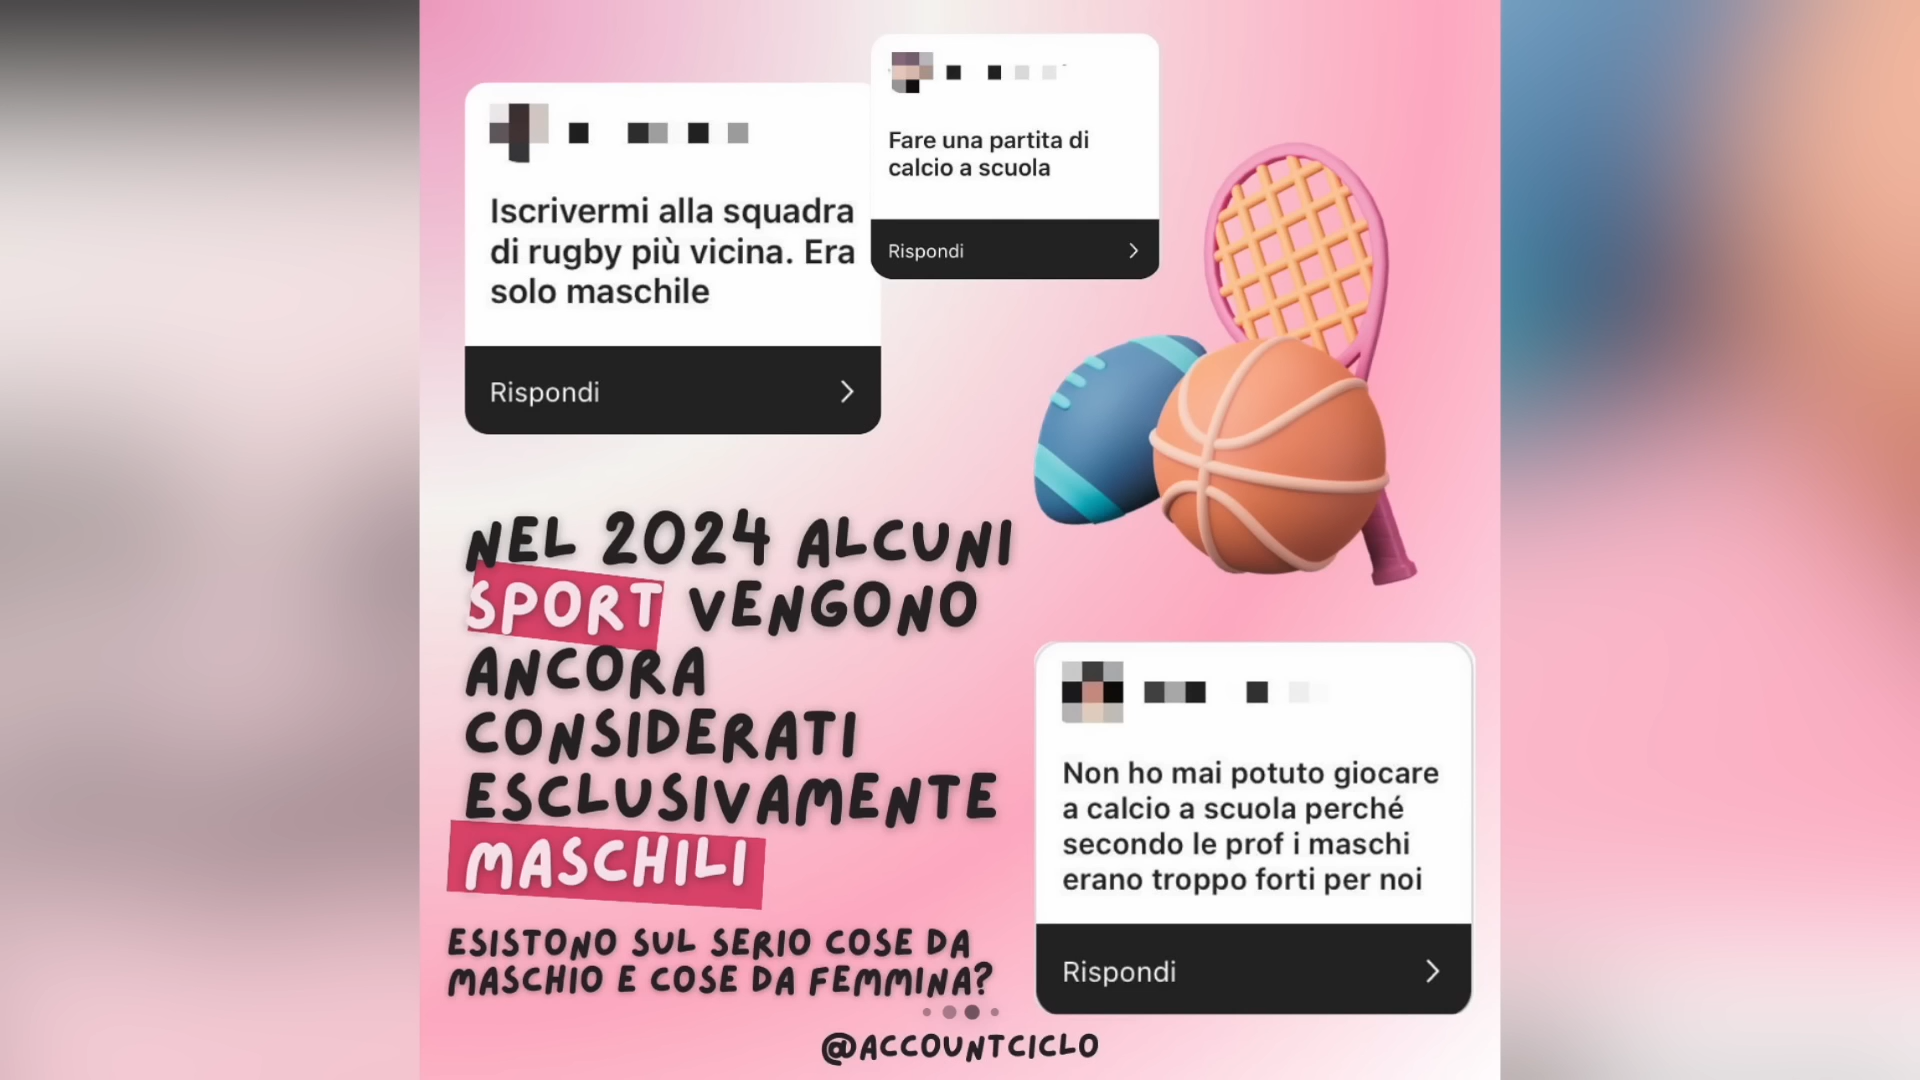 Iscrivermi alla squadra
di rugby più vicina. Era
solo maschile
Rispondi
Fare una partita di
calcio a scuola
Rispondi
NEL 2024 ALCUNI
SPORT VENGONO
ANCORA
CONSIDERATI
ESCLUSIVAMENTE
MASCHILI
ESISTONO SUL SERIO COSE DA
MASCHIO E COSE DA FEMMINA?
Non ho mai potuto giocare
a calcio a scuola perché
secondo le prof i maschi
erano troppo forti per noi
Rispondi
@ACCOUNTCICLO